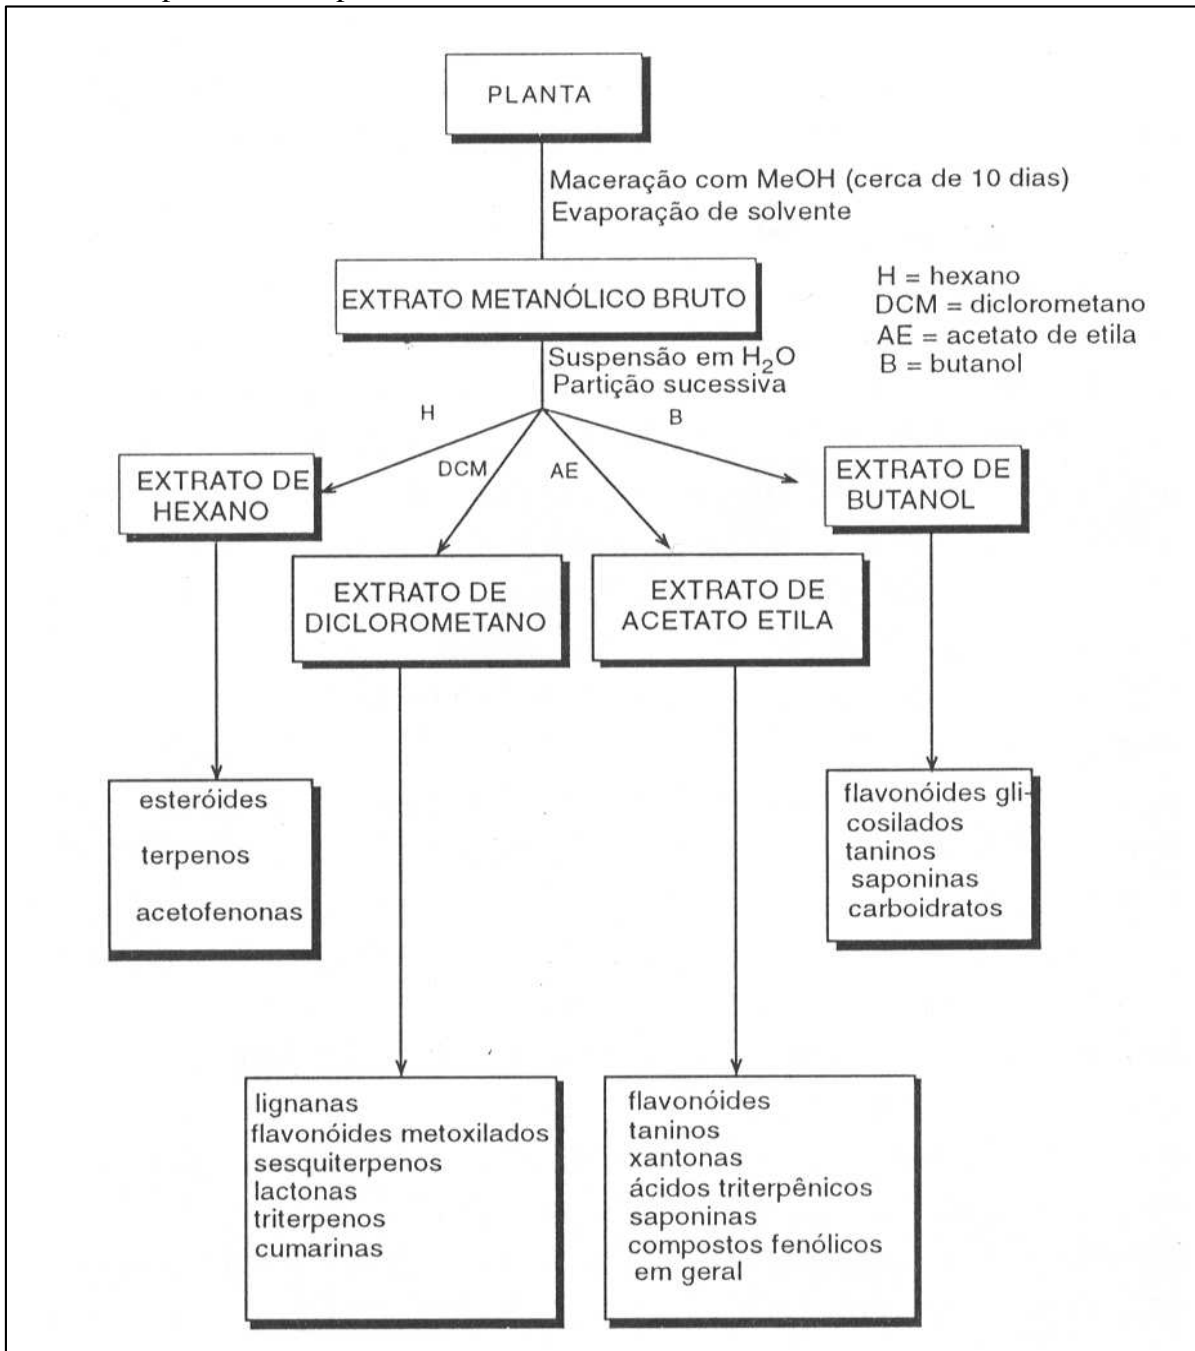 PLANTA
Maceração com MeOH (cerca de 10 dias)
Evaporação de solvente
EXTRATO METANÓLICO BRUTO
H = hexano
DCM = diclorometano
AE = acetato de etila
B = butanol
Suspensão em H₂O
Partição sucessiva
H
DCM
AE
B
EXTRATO DE
HEXANO
EXTRATO DE
DICLOROMETANO
EXTRATO DE
ACETATO ETILA
EXTRATO DE
BUTANOL
esteróides
terpenos
acetofenonas
flavonóides gli-
cosilados
taninos
saponinas
carboidratos
lignanas
flavonóides metoxilados
sesquiterpenos
lactonas
triterpenos
cumarinas
flavonóides
taninos
xantonas
ácidos triterpênicos
saponinas
compostos fenólicos
em geral